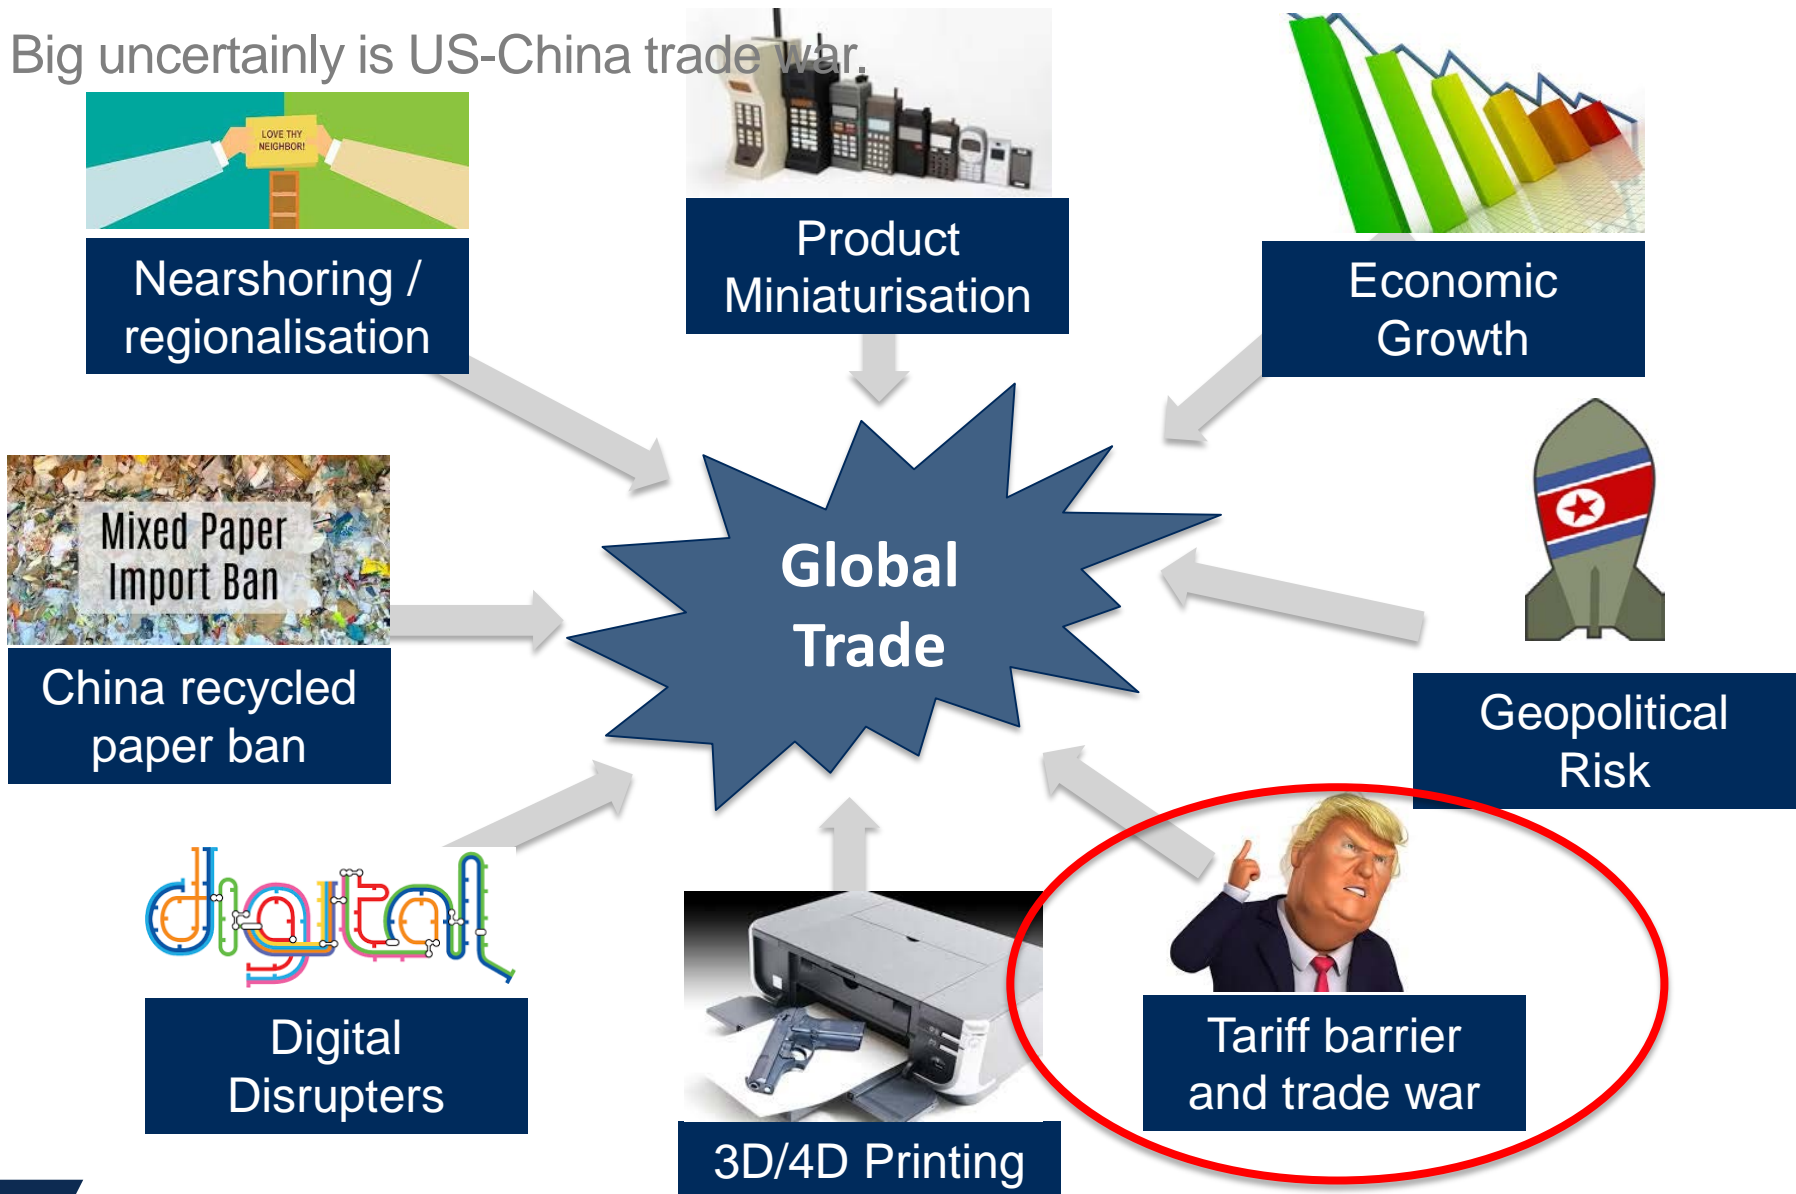 Big uncertainly is US-China trade war.
LOVE THY
NEIGHBOR!
Nearshoring /
regionalisation
Product
Miniaturisation
Economic
Growth
Mixed Paper
Import Ban
China recycled
paper ban
Global
Trade
Geopolitical
Risk
digital
Digital
Disrupters
3D/4D Printing
Tariff barrier
and trade war